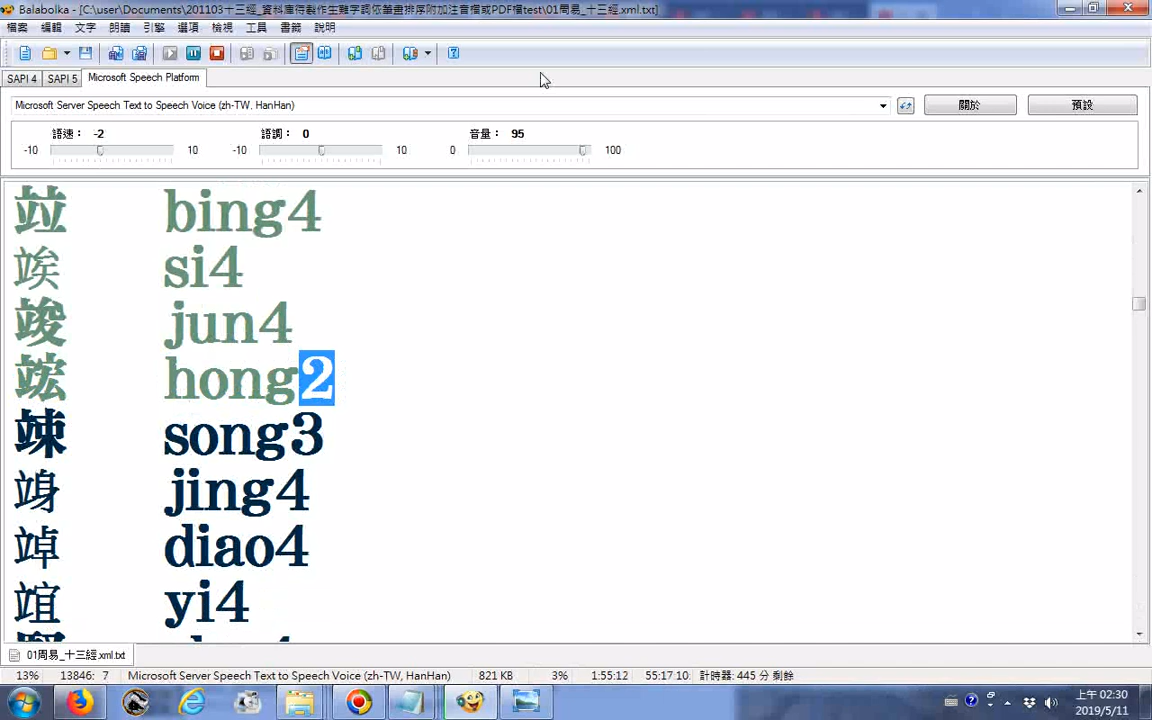 Balabolka - [C:\user\Documents\201103十三經_資料庫待製作生難字詞依筆畫排序附加注音檔或PDF檔test\01周易_十三經.xml.txt]
檔案 編輯 文字 朗讀 引擎 選項 檢視 工具 書籤 說明
SAPI 4 SAPI 5 Microsoft Speech Platform
Microsoft Server Speech Text to Speech Voice (zh-TW, HanHan) 關於 預設
語速： -2 語調： 0 音量： 95
-10 10 -10 10 0 100
竝 bing4
竢 si4
竣 jun4
竑 hong2
竦 song3
竧 jing4
diao4
yi4
01周易_十三經.xml.txt
13% 13846: 7 Microsoft Server Speech Text to Speech Voice (zh-TW, HanHan) 821 KB 3% 1:55:12 55:17:10 計時器: 445 分 剩餘
上午 02:30
2019/5/11